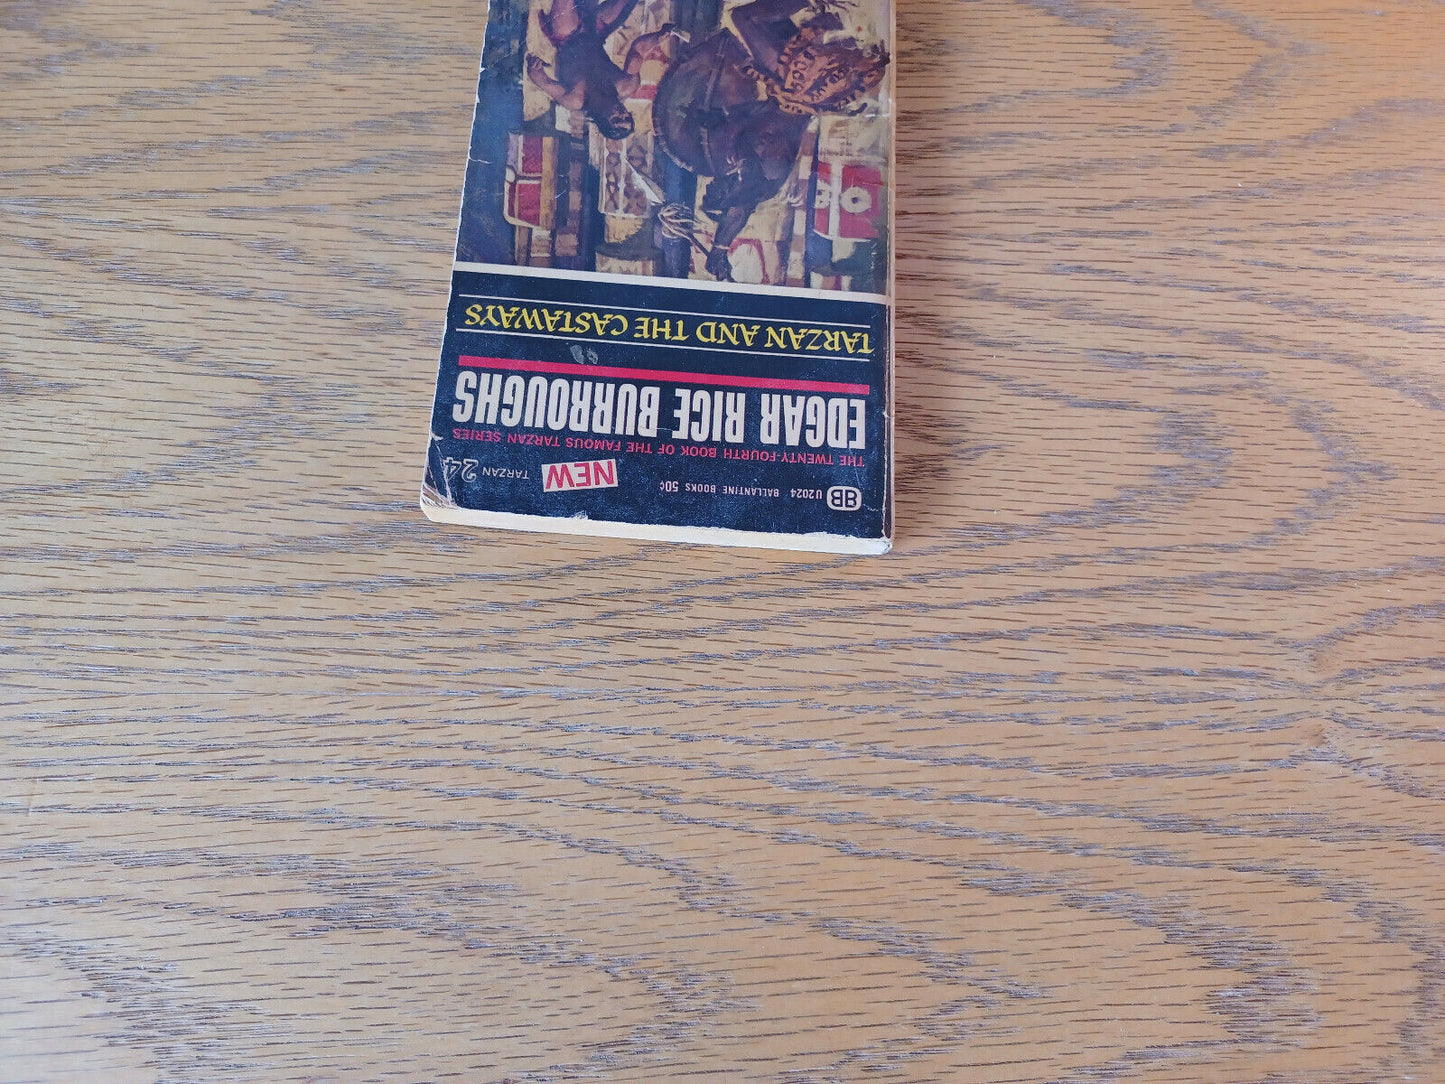 BB U2024 BALLANTINE BOOKS 50¢ NEW TARZAN 24
THE TWENTY-FOURTH BOOK OF THE FAMOUS TARZAN SERIES
EDGAR RICE BURROUGHS
TARZAN AND THE CASTAWAYS